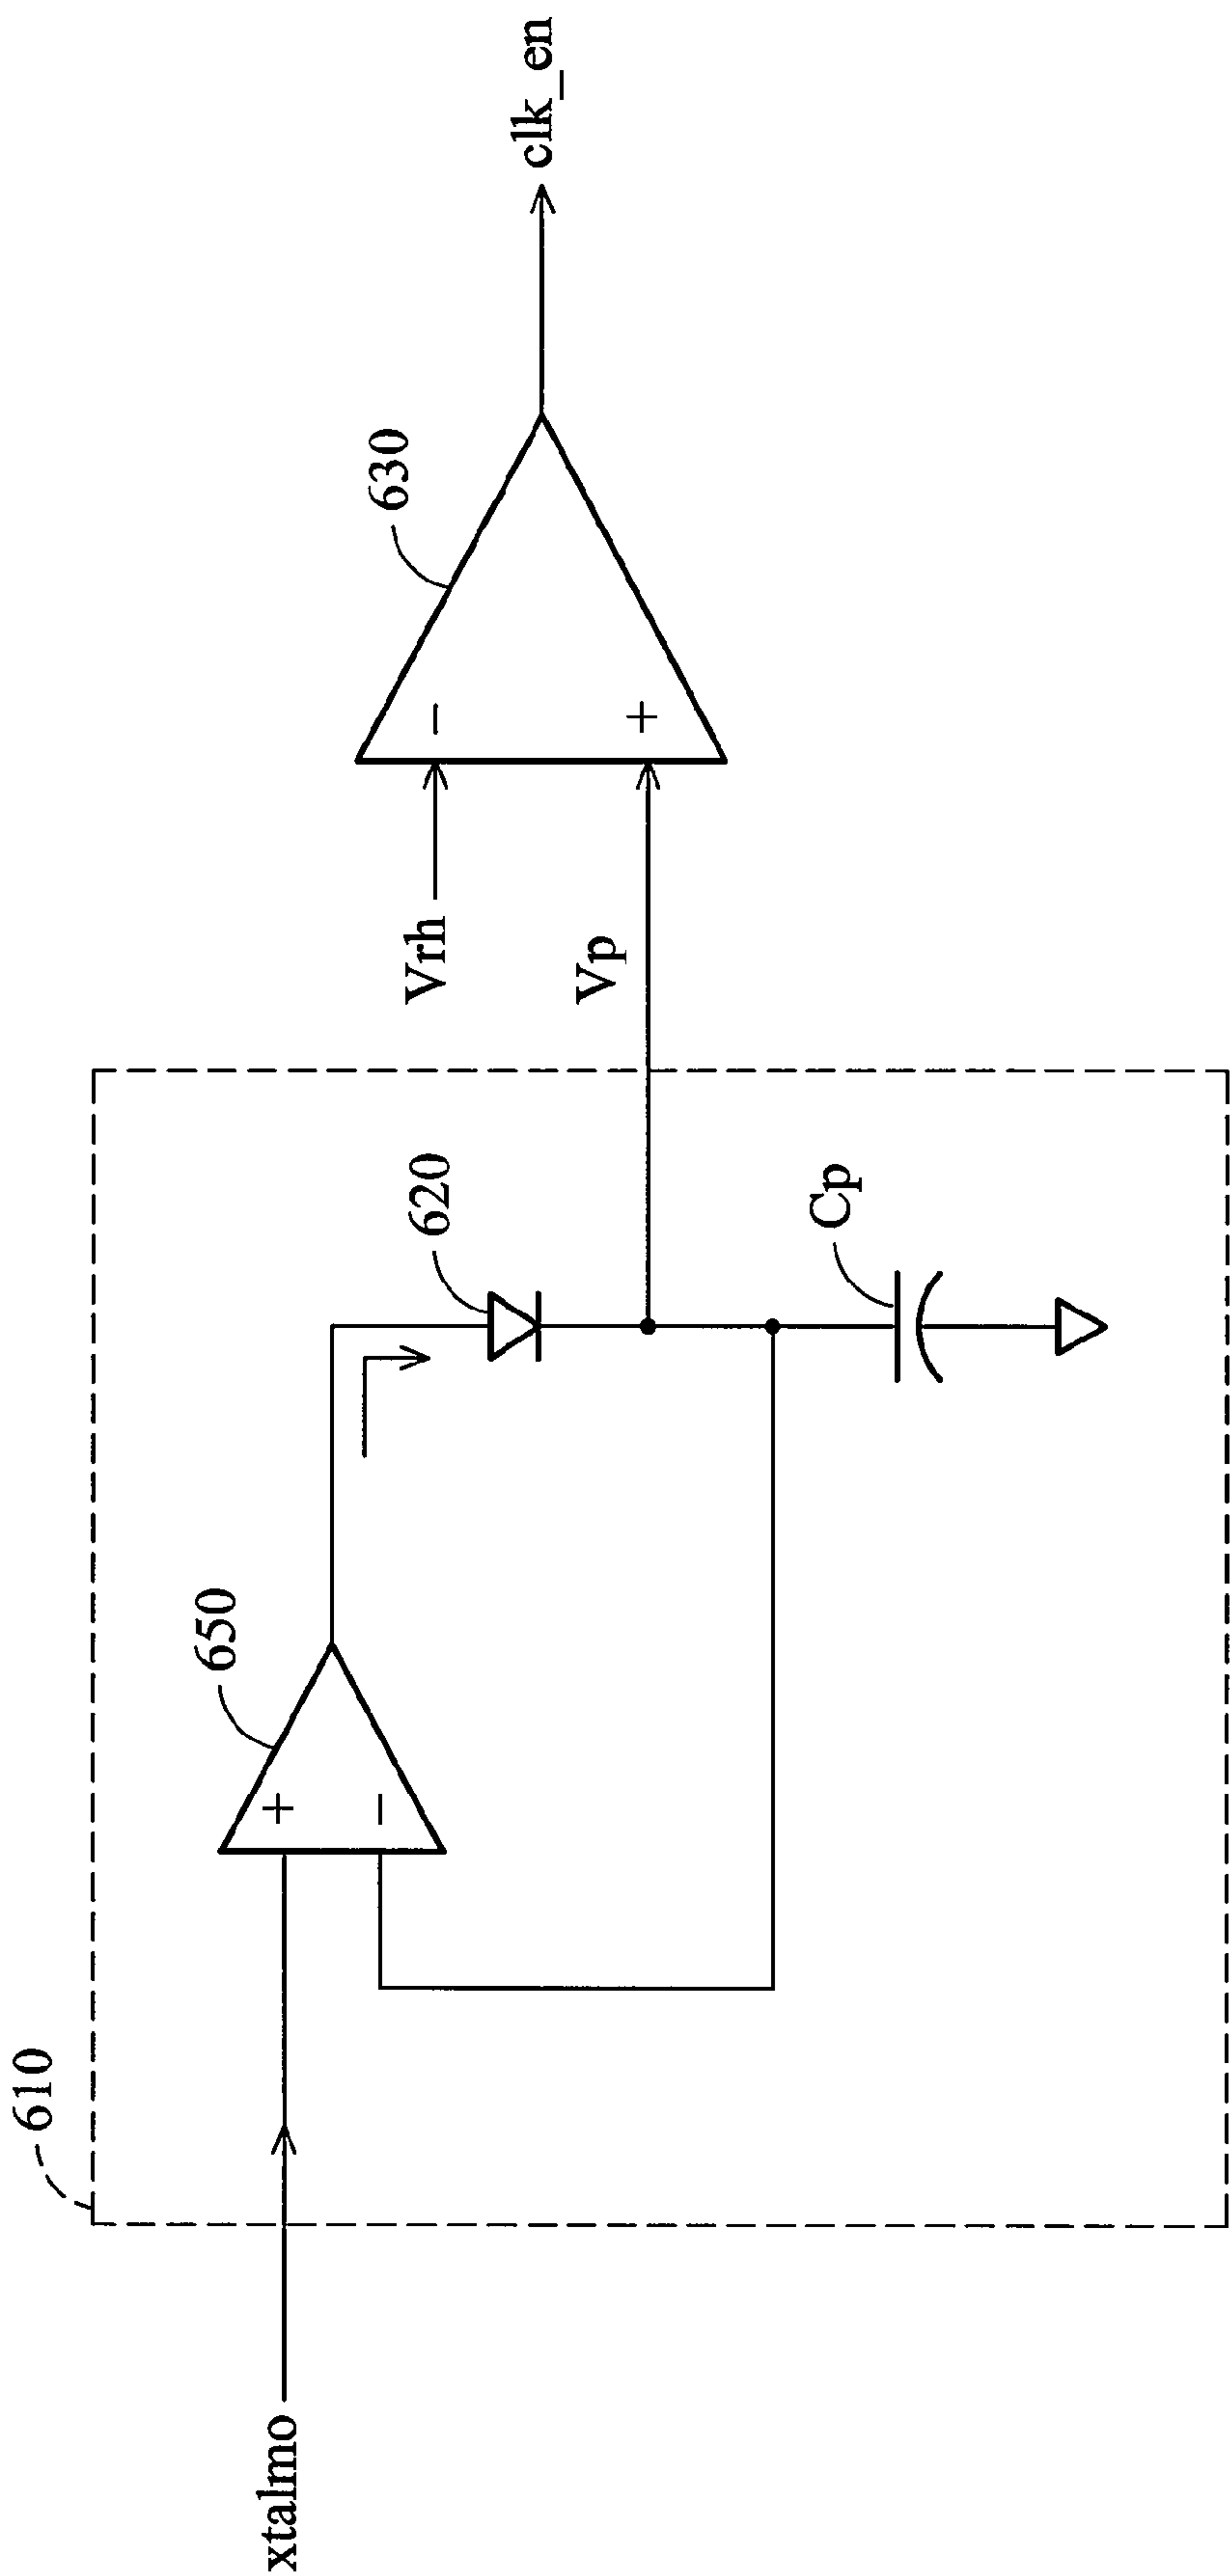 610
xtalmo
650
+
−
620
Cp
Vrh
Vp
630
−
+
clk_en